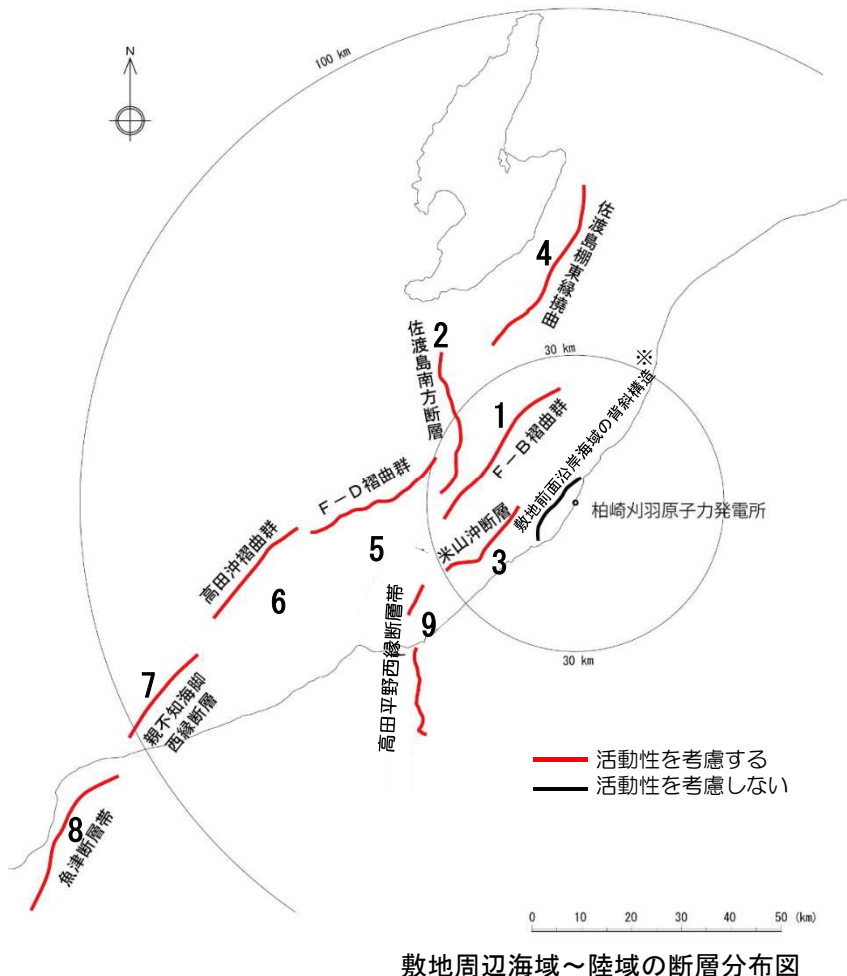 100 km
N
佐渡島棚東縁撓曲
4
佐渡島南方断層
2
30 km
※
敷地前面沿岸海域の背斜構造
1
F－B褶曲群
F－D褶曲群
柏崎刈羽原子力発電所
米山沖断層
3
5
高田沖褶曲群
6
高田平野西縁断層帯
9
30 km
7
親不知海脚
西縁断層
8
魚津断層帯
活動性を考慮する
活動性を考慮しない
0 10 20 30 40 50 (km)
敷地周辺海域～陸域の断層分布図